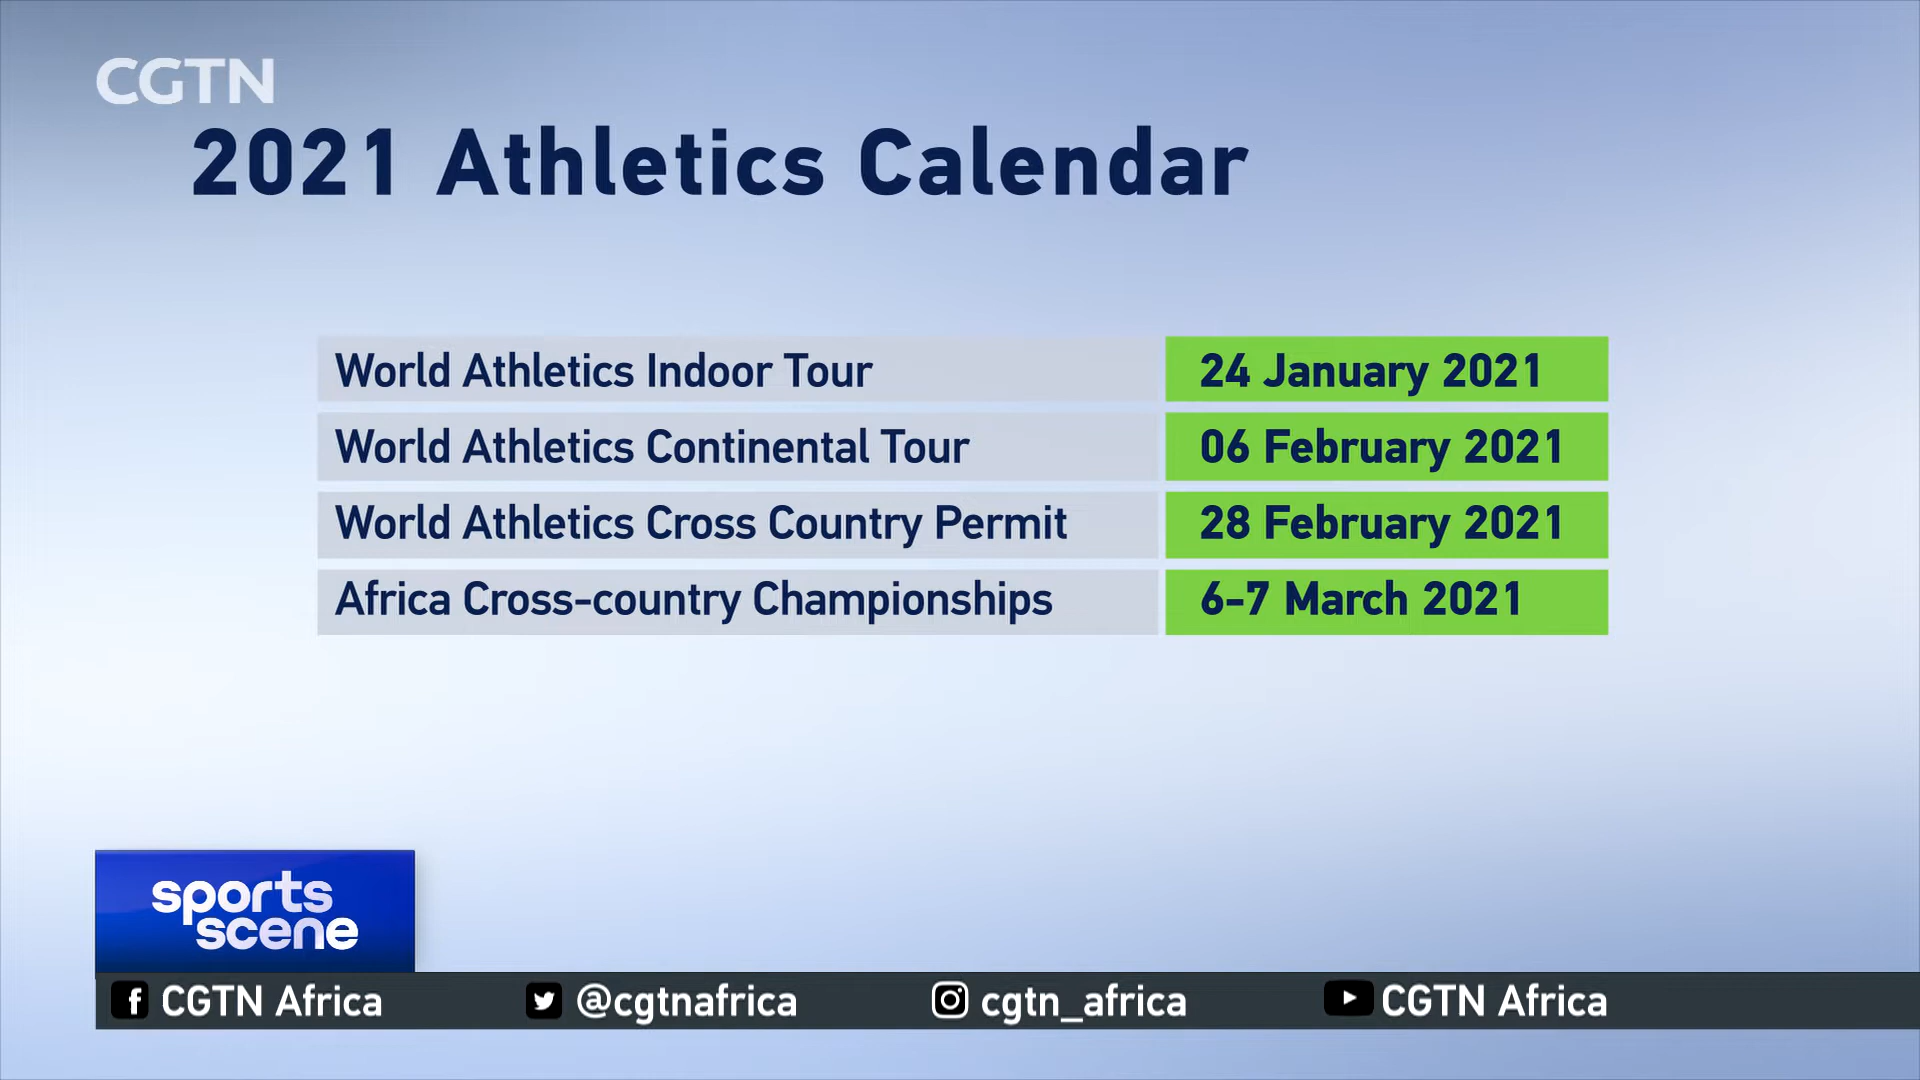 CGTN
2021 Athletics Calendar
World Athletics Indoor Tour 24 January 2021
World Athletics Continental Tour 06 February 2021
World Athletics Cross Country Permit 28 February 2021
Africa Cross-country Championships 6-7 March 2021
sports
scene
CGTN Africa @cgtnafrica cgtn_africa CGTN Africa